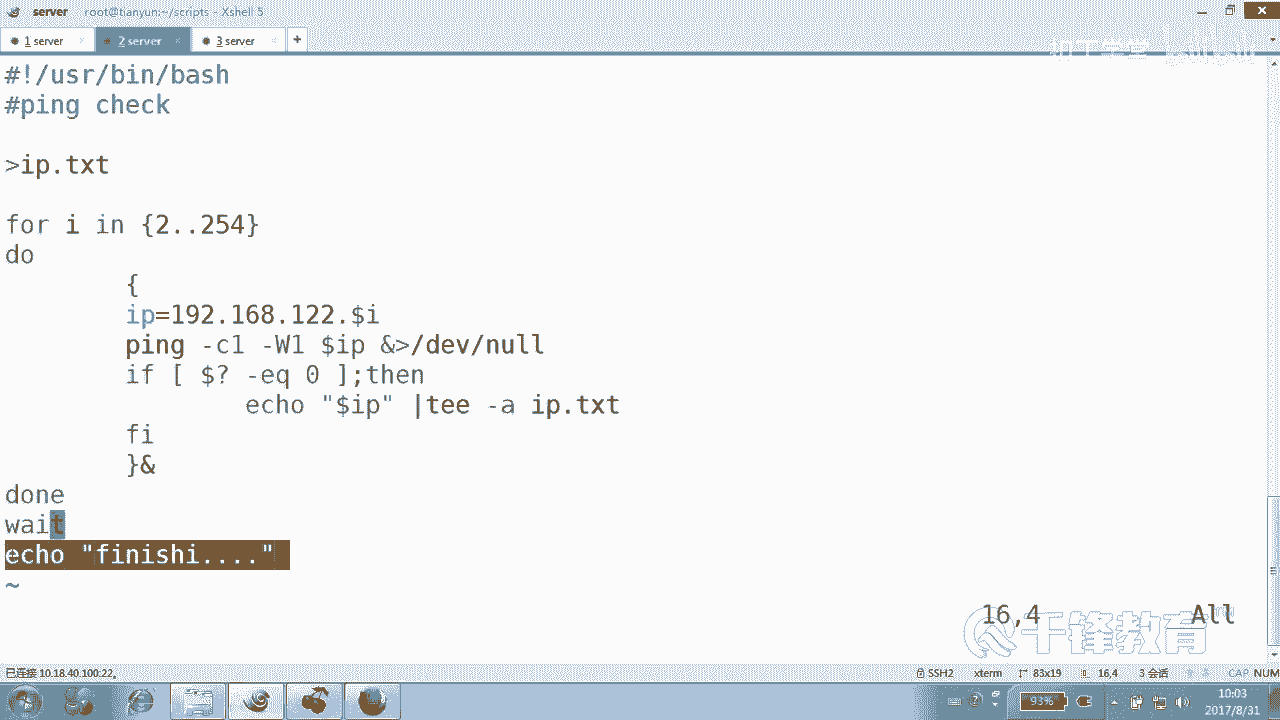 server root@tianyun:~/scripts - Xshell 5
1 server
2 server
3 server
#!/usr/bin/bash
#ping check
>ip.txt
for i in {2..254}
do
{
ip=192.168.122.$i
ping -c1 -W1 $ip &>/dev/null
if [ $? -eq 0 ];then
echo "$ip" |tee -a ip.txt
fi
}&
done
wait
echo "finishi...."
~
16,4 All
千锋教育
已连接 10.18.40.100:22。 SSH2 xterm 83x19 16,4 3 会话 CAP NUM
93% 10:03
2017/8/31